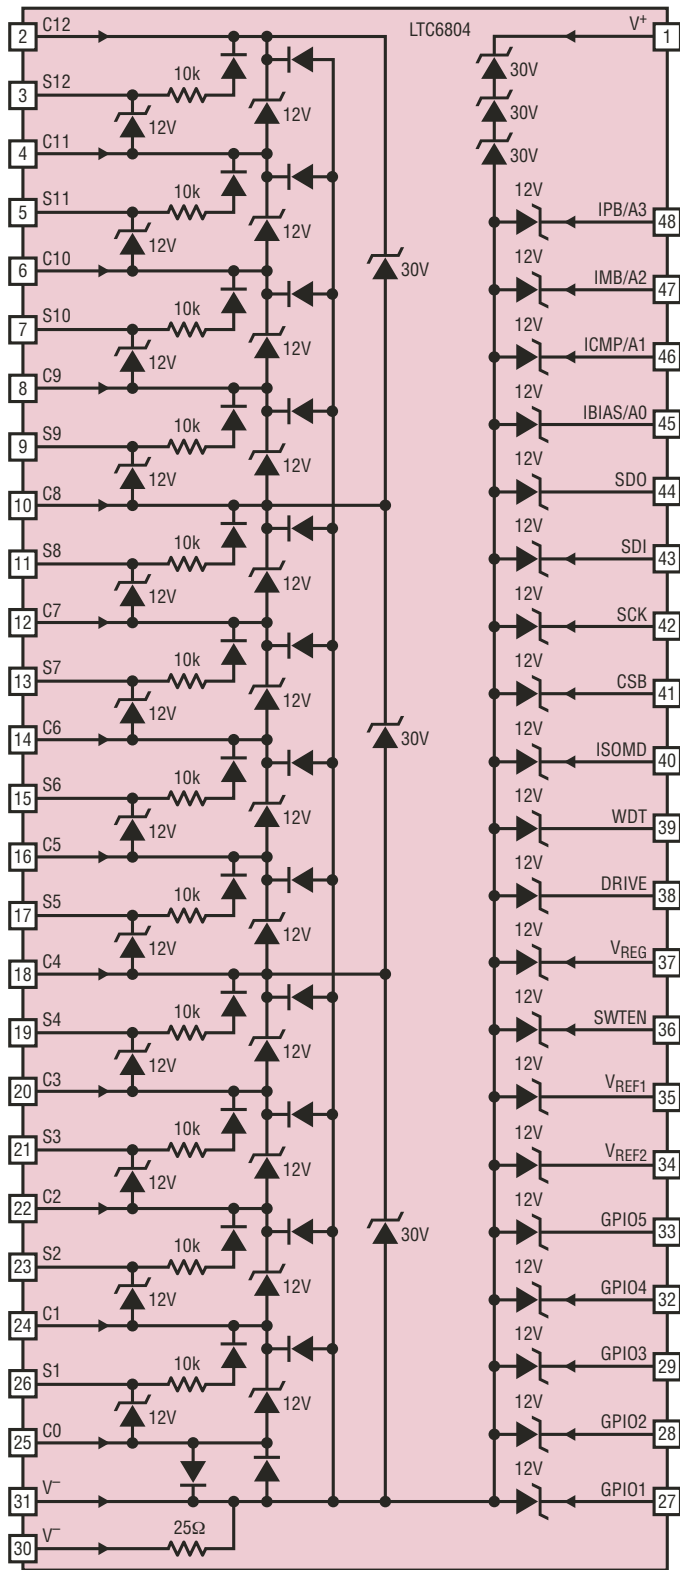 LTC6804
2 C12
V+ 1
10k
30V
3 S12
12V
12V
30V
4 C11
30V
10k
12V
5 S11
IPB/A3 48
12V
12V
6 C10
30V
12V
10k
IMB/A2 47
7 S10
12V
12V
12V
ICMP/A1 46
8 C9
10k
12V
9 S9
IBIAS/A0 45
12V
12V
12V
10 C8
SDO 44
10k
12V
11 S8
SDI 43
12V
12V
12 C7
12V
SCK 42
10k
12V
13 S7
CSB 41
12V
12V
14 C6
30V
12V
ISOMD 40
10k
15 S6
12V
12V
12V
WDT 39
16 C5
10k
12V
17 S5
DRIVE 38
12V
12V
12V
18 C4
VREG 37
10k
12V
19 S4
SWTEN 36
12V
12V
20 C3
12V
VREF1 35
10k
21 S3
12V
12V
12V
VREF2 34
22 C2
12V
30V
GPIO5 33
10k
23 S2
12V
12V
12V
GPIO4 32
24 C1
12V
10k
GPIO3 29
26 S1
12V
12V
12V
GPIO2 28
25 C0
12V
31 V–
GPIO1 27
25Ω
30 V–